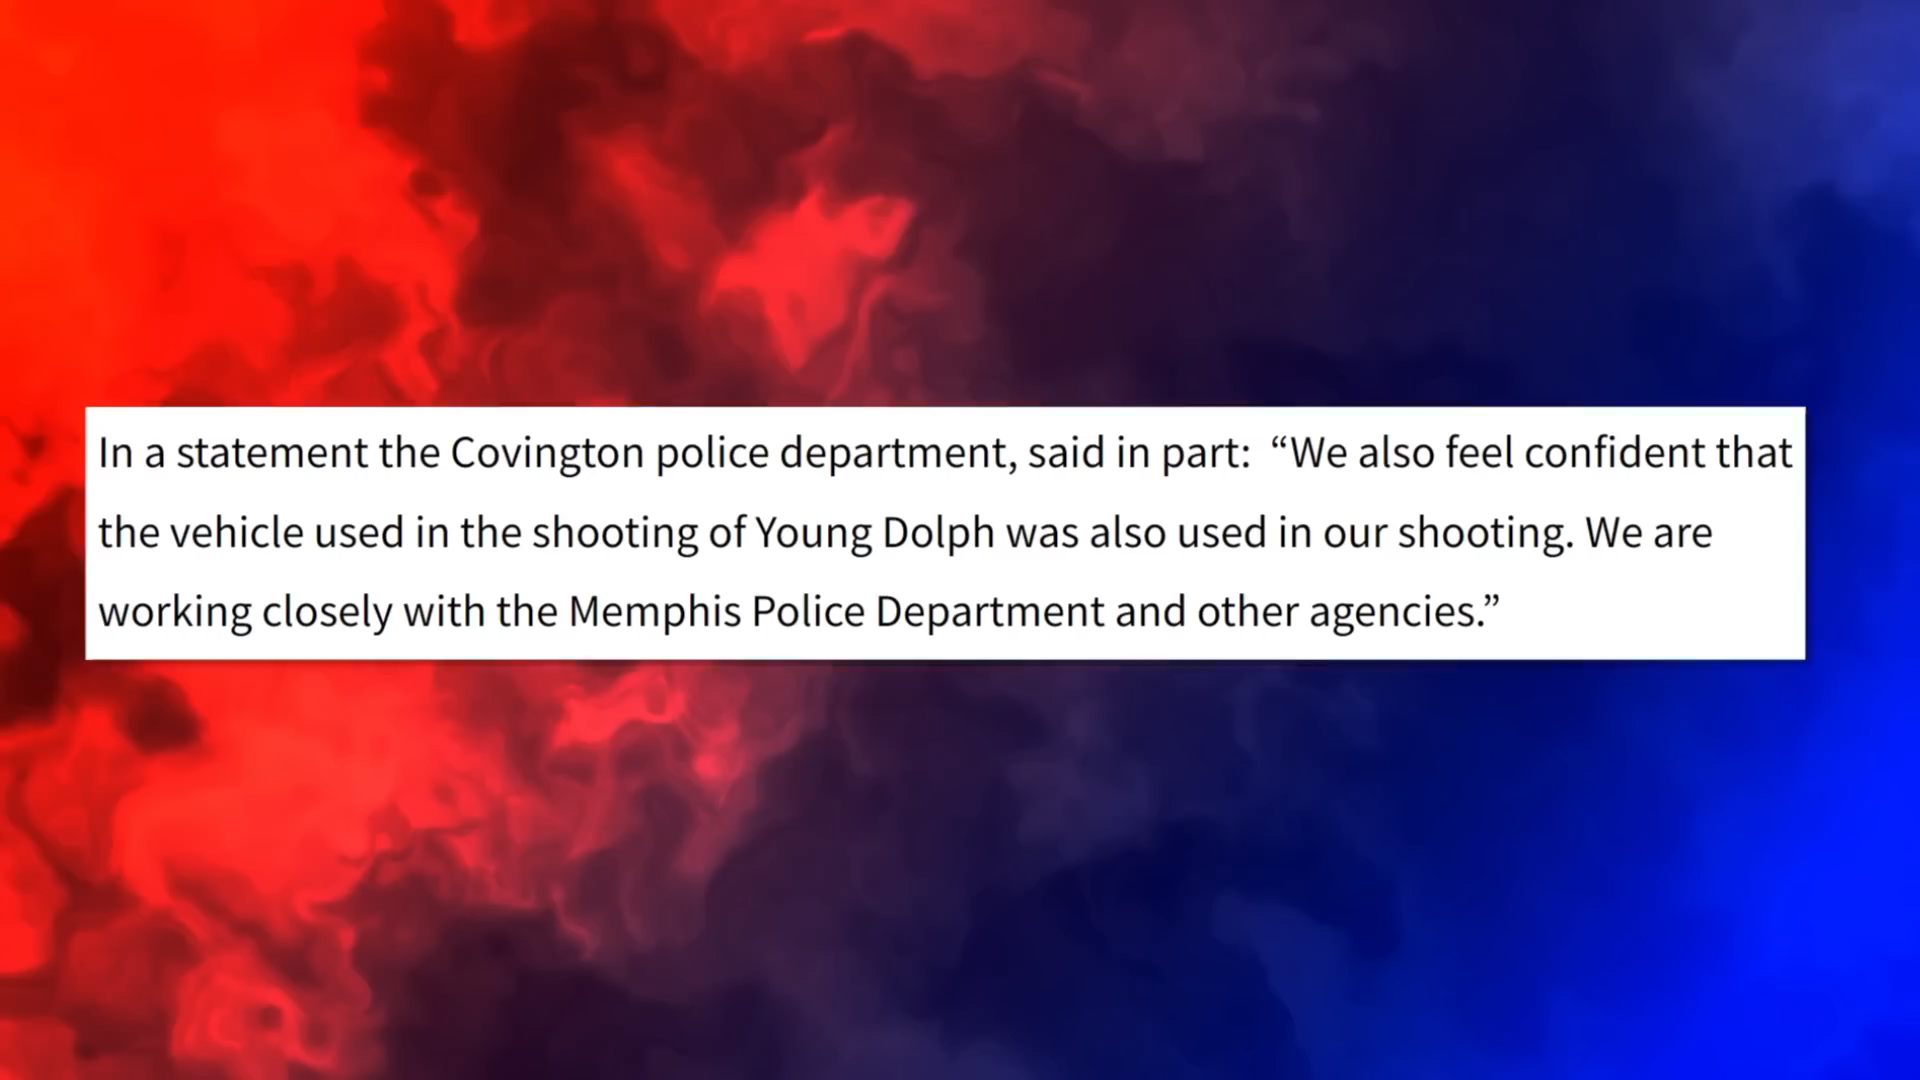 In a statement the Covington police department, said in part:  “We also feel confident that
the vehicle used in the shooting of Young Dolph was also used in our shooting. We are
working closely with the Memphis Police Department and other agencies.”